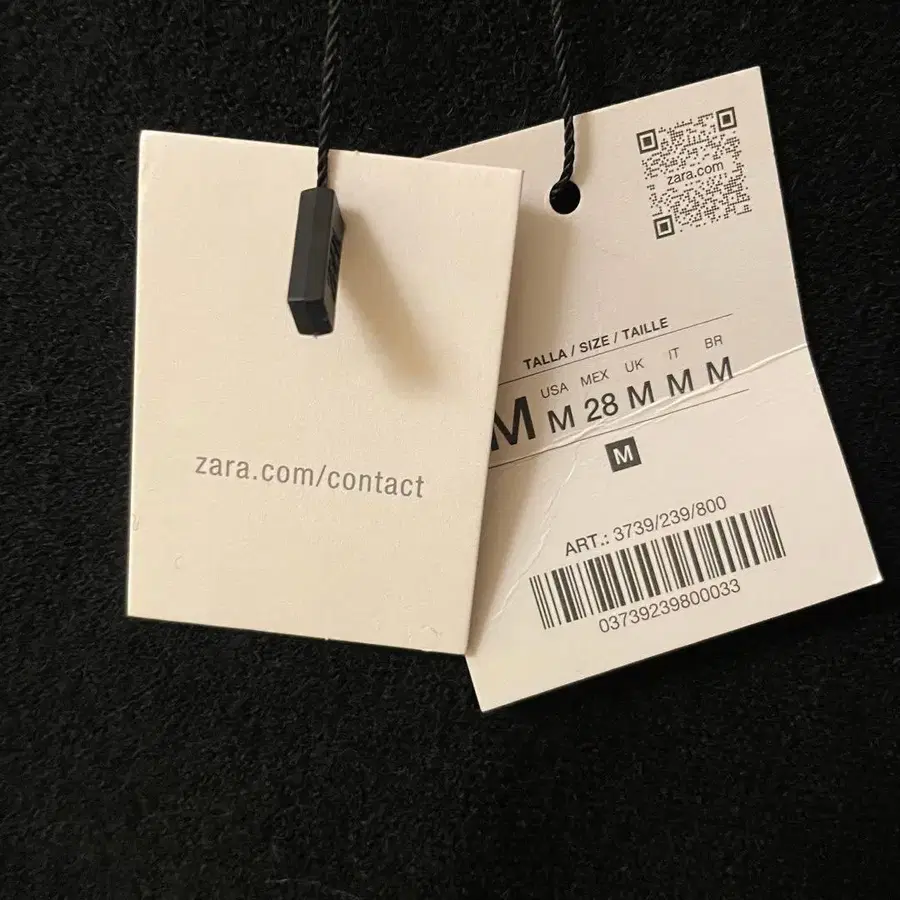 zara.com/contact
zara.com
TALLA / SIZE / TAILLE
USA MEX UK IT BR
M M 28 M M M
M
ART.: 3739/239/800
03739239800033